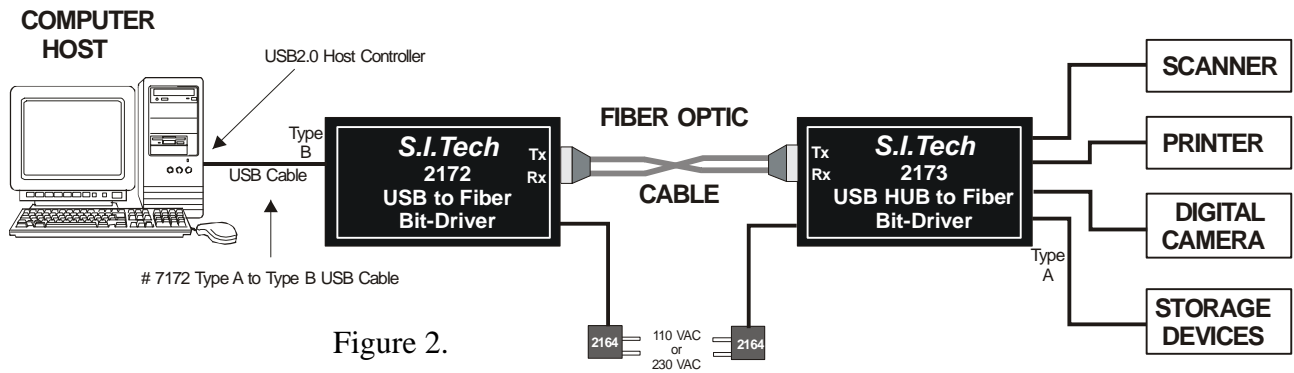 COMPUTER
HOST
USB2.0 Host Controller
Type
B
USB Cable
# 7172 Type A to Type B USB Cable
S.I.Tech
2172
USB to Fiber
Bit-Driver
Tx
Rx
FIBER OPTIC
CABLE
Tx
Rx
S.I.Tech
2173
USB HUB to Fiber
Bit-Driver
Type
A
SCANNER
PRINTER
DIGITAL
CAMERA
STORAGE
DEVICES
2164
110 VAC
or
230 VAC
2164
Figure 2.